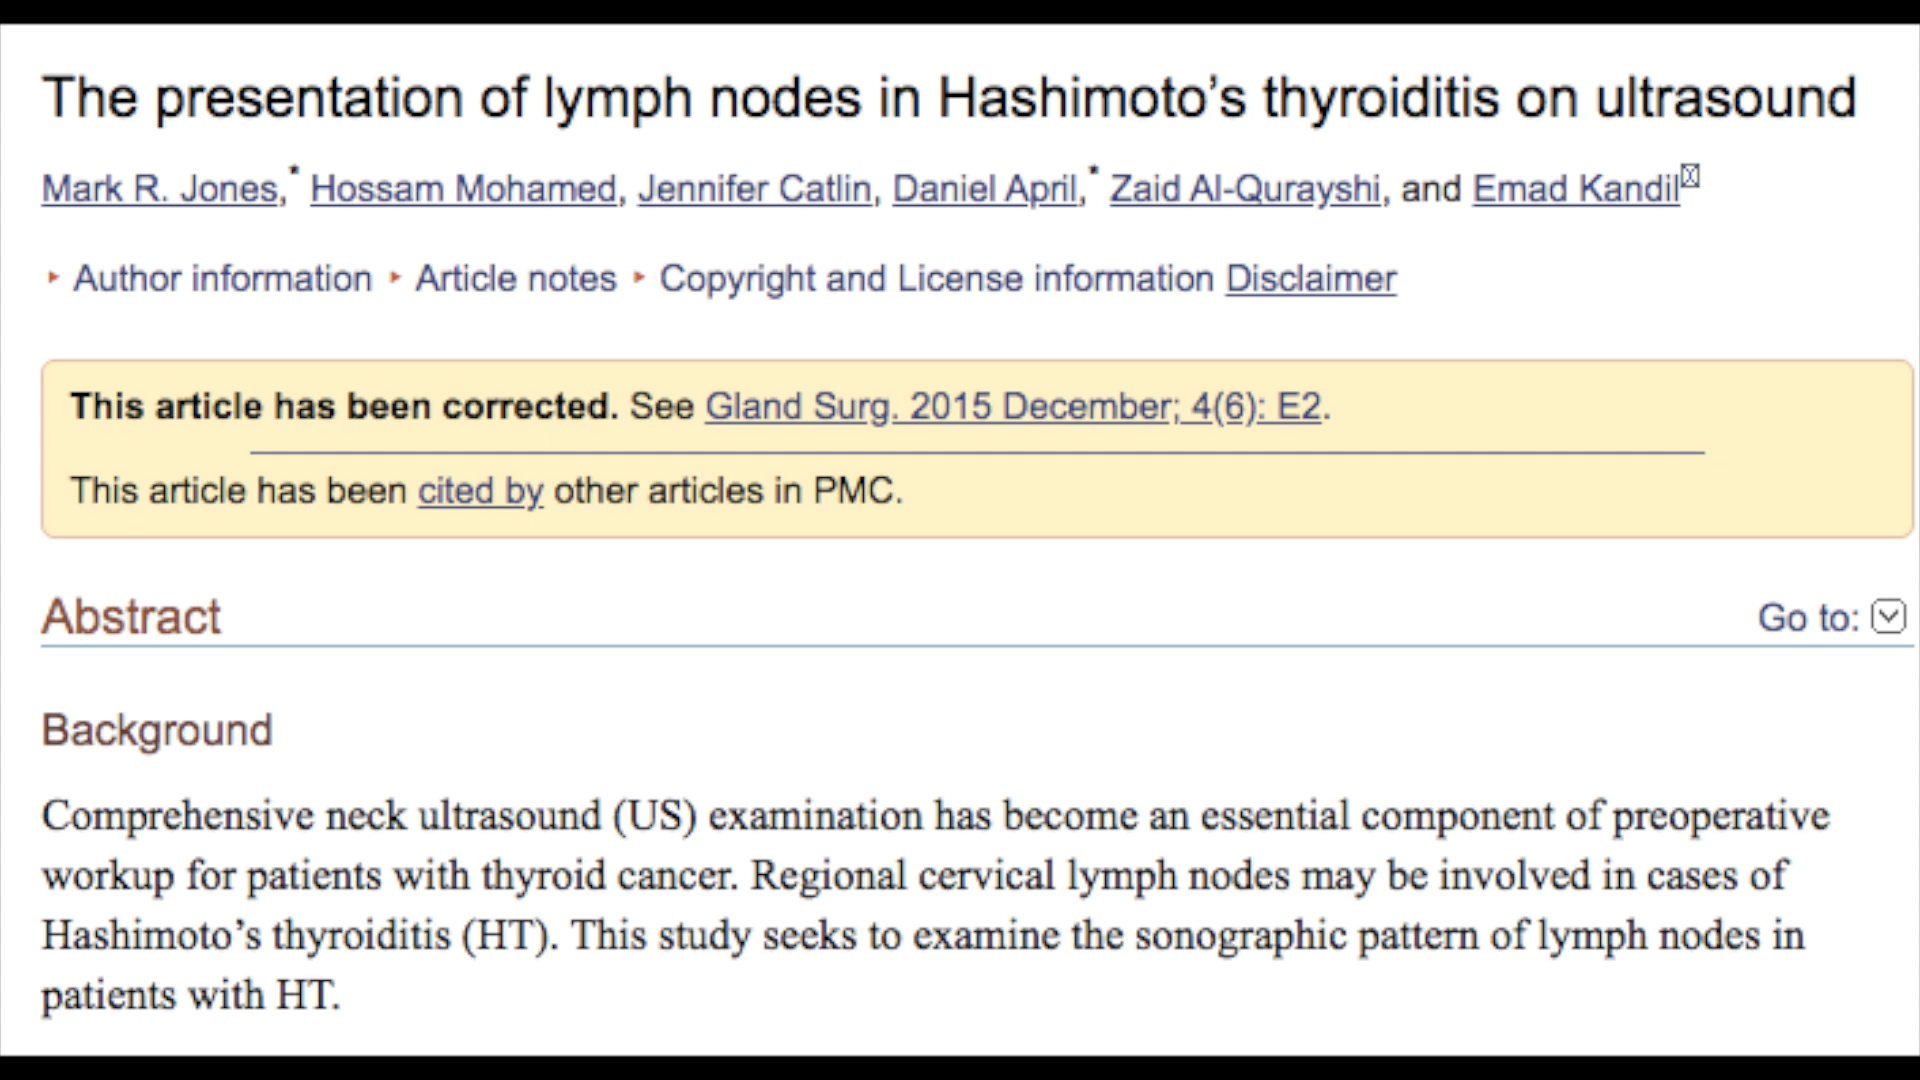 The presentation of lymph nodes in Hashimoto’s thyroiditis on ultrasound
Mark R. Jones,* Hossam Mohamed, Jennifer Catlin, Daniel April,* Zaid Al-Qurayshi, and Emad Kandil
Author information Article notes Copyright and License information Disclaimer
This article has been corrected. See Gland Surg. 2015 December; 4(6): E2.
This article has been cited by other articles in PMC.
Abstract
Go to:
Background
Comprehensive neck ultrasound (US) examination has become an essential component of preoperative
workup for patients with thyroid cancer. Regional cervical lymph nodes may be involved in cases of
Hashimoto’s thyroiditis (HT). This study seeks to examine the sonographic pattern of lymph nodes in
patients with HT.